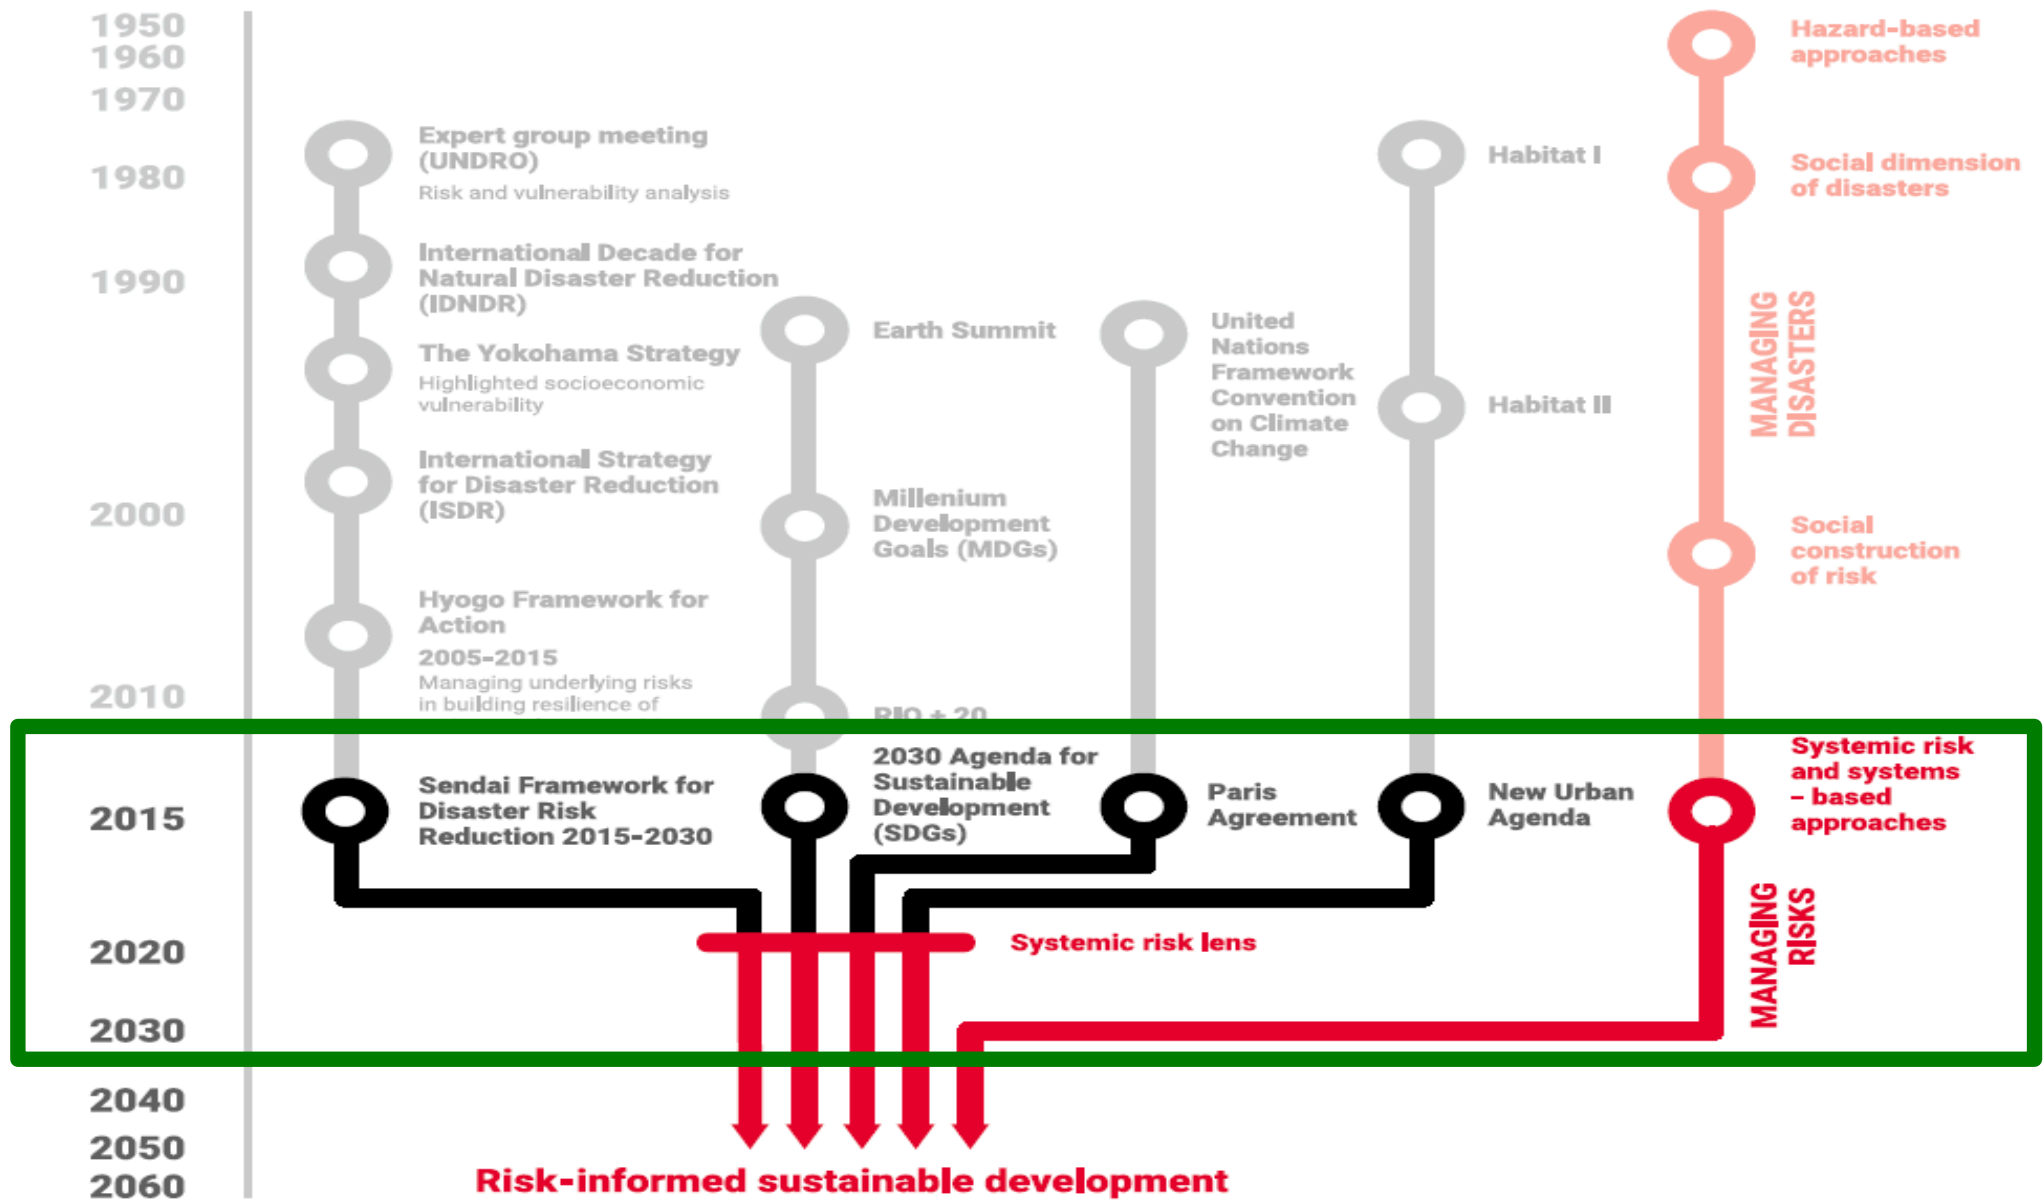 1950
1960
1970
1980
1990
2000
2010
2015
2020
2030
2040
2050
2060
Expert group meeting
(UNDRO)
Risk and vulnerability analysis
International Decade for
Natural Disaster Reduction
(IDNDR)
The Yokohama Strategy
Highlighted socioeconomic
vulnerability
International Strategy
for Disaster Reduction
(ISDR)
Hyogo Framework for
Action
2005-2015
Managing underlying risks
in building resilience of
Sendai Framework for
Disaster Risk
Reduction 2015-2030
Earth Summit
Millenium
Development
Goals (MDGs)
RIO + 20
2030 Agenda for
Sustainable
Development
(SDGs)
United
Nations
Framework
Convention
on Climate
Change
Paris
Agreement
Habitat I
Habitat II
New Urban
Agenda
Hazard-based
approaches
Social dimension
of disasters
MANAGING
DISASTERS
Social
construction
of risk
Systemic risk
and systems
– based
approaches
MANAGING
RISKS
Systemic risk lens
Risk-informed sustainable development